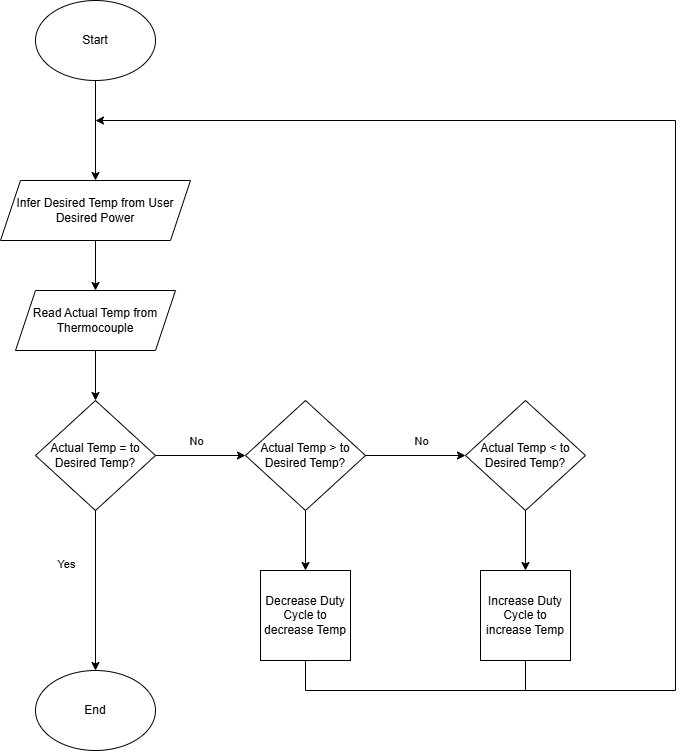 Start
Infer Desired Temp from User
Desired Power
Read Actual Temp from
Thermocouple
Actual Temp = to
Desired Temp?
No
Actual Temp > to
Desired Temp?
No
Actual Temp < to
Desired Temp?
Yes
Decrease Duty
Cycle to
decrease Temp
Increase Duty
Cycle to
increase Temp
End